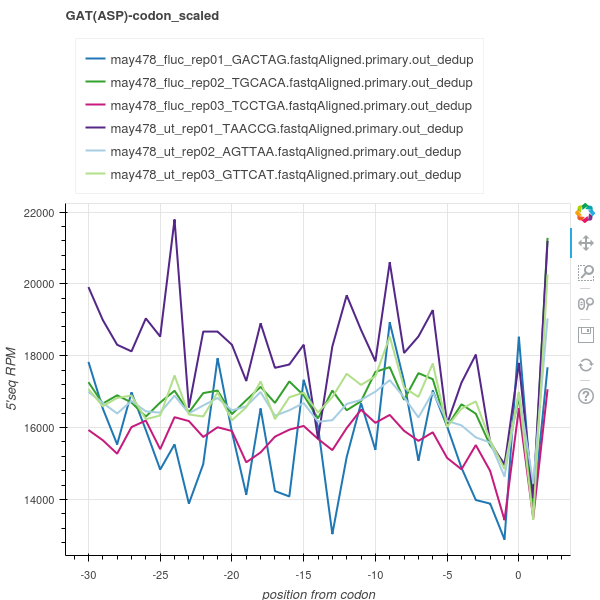 GAT(ASP)-codon_scaled
may478_fluc_rep01_GACTAG.fastqAligned.primary.out_dedup
may478_fluc_rep02_TGCACA.fastqAligned.primary.out_dedup
may478_fluc_rep03_TCCTGA.fastqAligned.primary.out_dedup
may478_ut_rep01_TAACCG.fastqAligned.primary.out_dedup
may478_ut_rep02_AGTTAA.fastqAligned.primary.out_dedup
may478_ut_rep03_GTTCAT.fastqAligned.primary.out_dedup
22000
20000
18000
16000
14000
5'seq RPM
-30 -25 -20 -15 -10 -5 0
position from codon